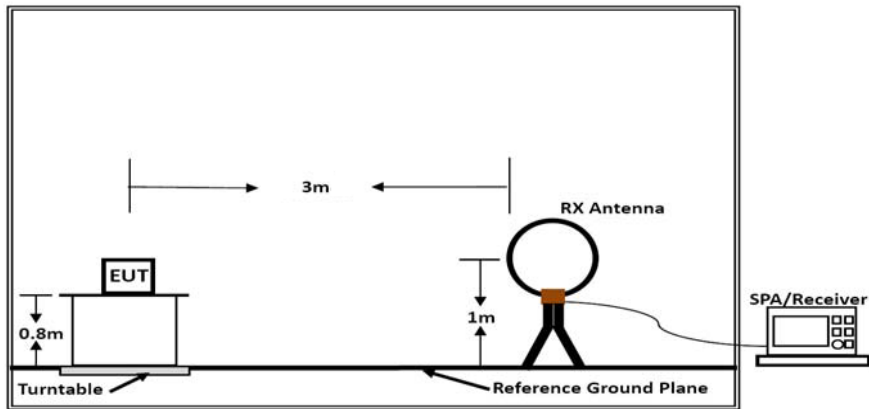 3m
RX Antenna
EUT
SPA/Receiver
0.8m
1m
Turntable
Reference Ground Plane